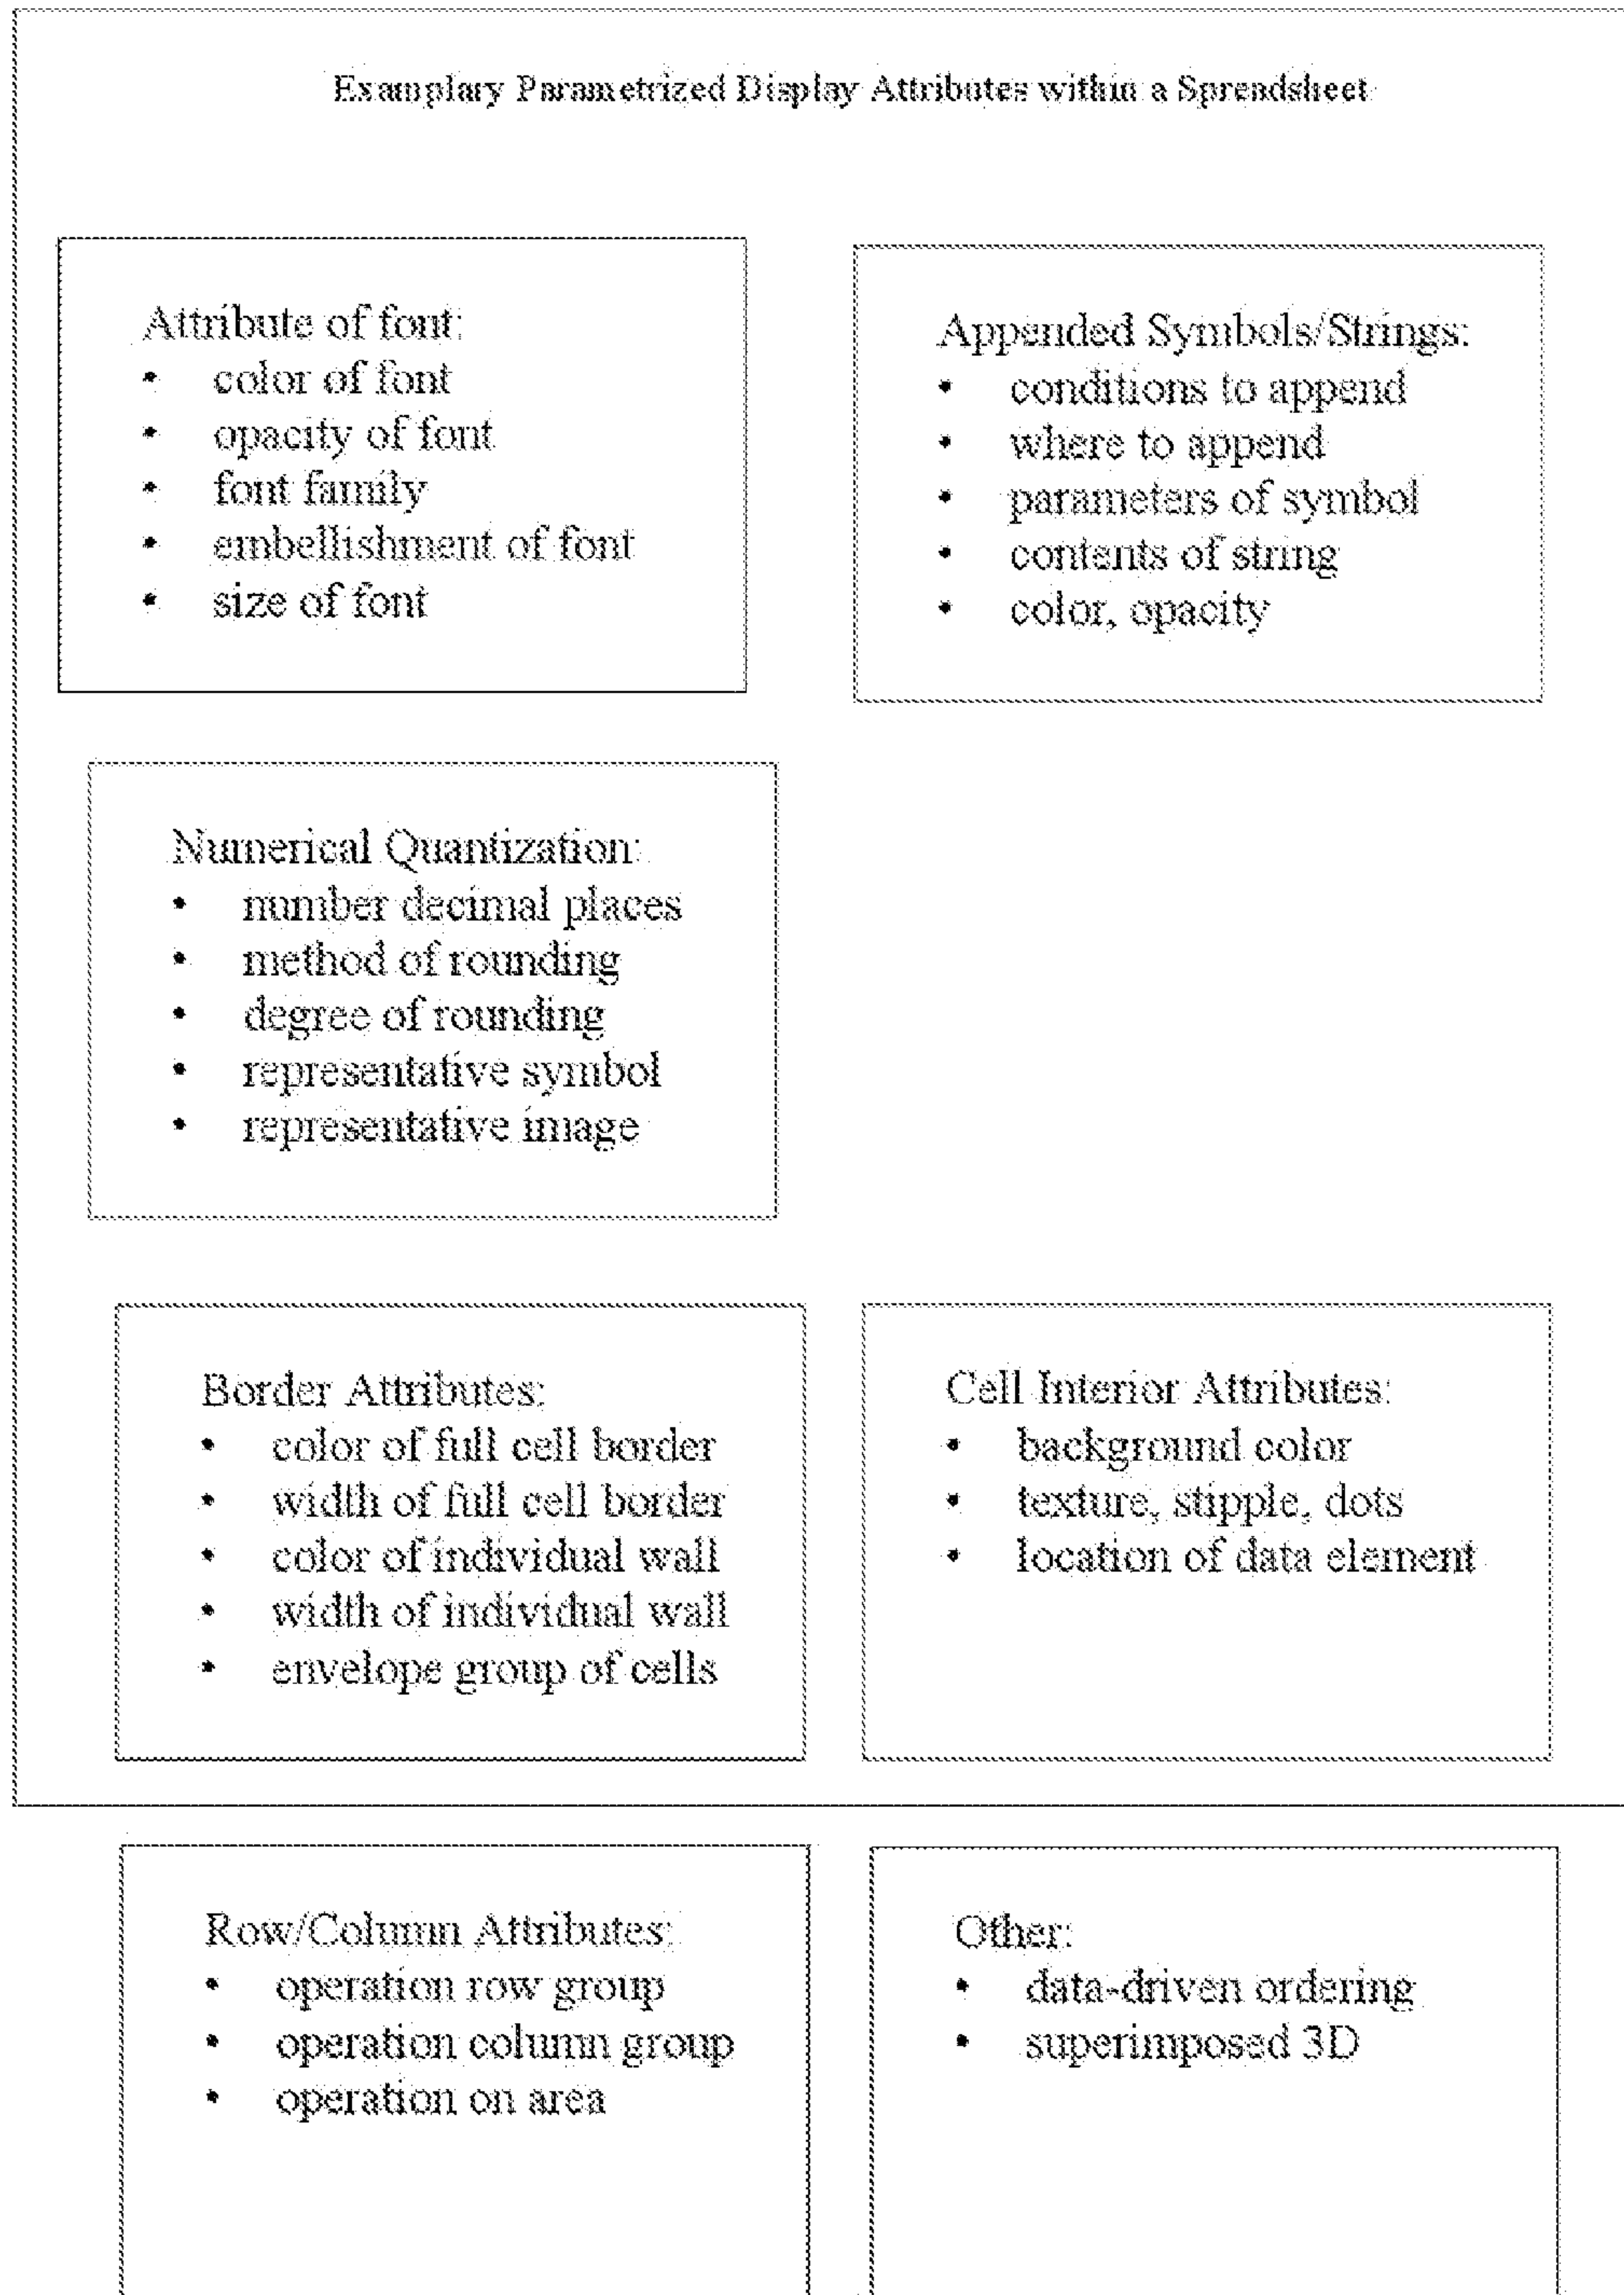 Examplary Parametrized Display Attributes within a Spreadsheet
Attribute of font:
• color of font
• opacity of font
• font family
• embellishment of font
• size of font
Appended Symbols/Strings:
• conditions to append
• where to append
• parameters of symbol
• contents of string
• color, opacity
Numerical Quantization:
• number decimal places
• method of rounding
• degree of rounding
• representative symbol
• representative image
Border Attributes:
• color of full cell border
• width of full cell border
• color of individual wall
• width of individual wall
• envelope group of cells
Cell Interior Attributes:
• background color
• texture, stipple, dots
• location of data element
Row/Column Attributes:
• operation row group
• operation column group
• operation on area
Other:
• data-driven ordering
• superimposed 3D